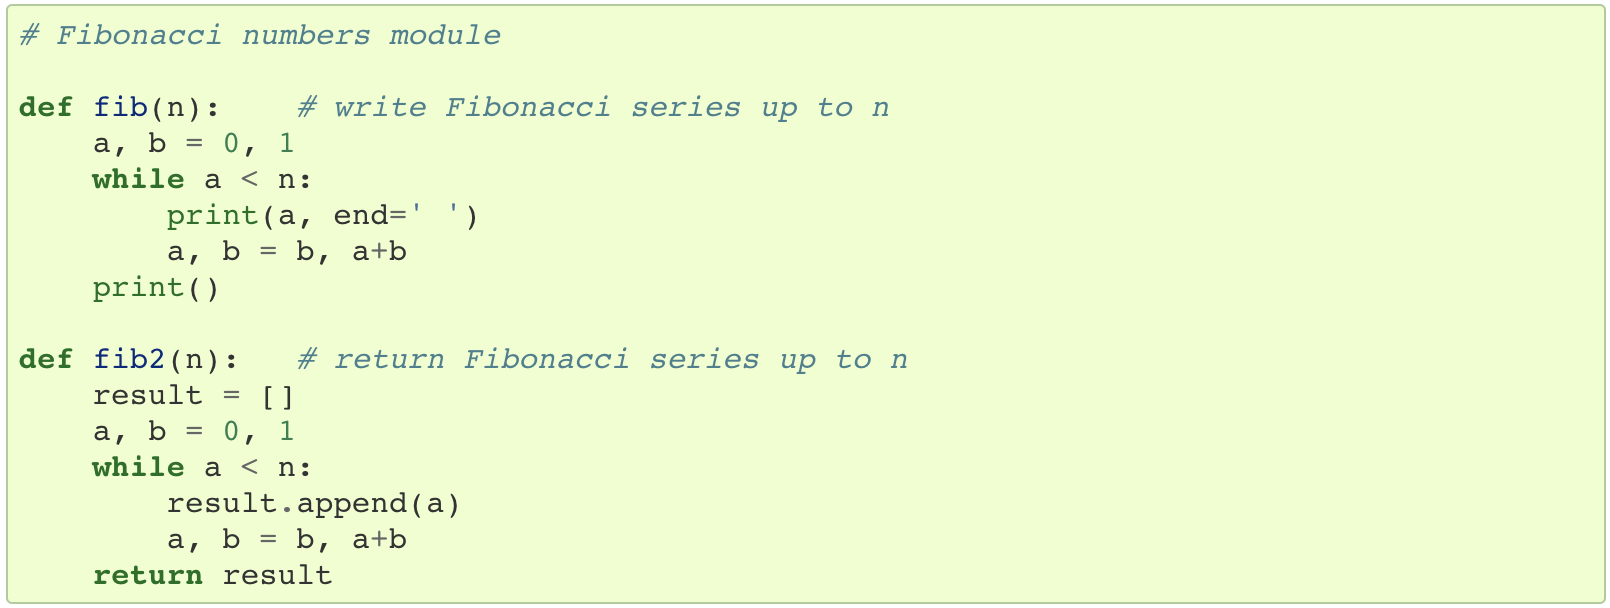 # Fibonacci numbers module

def fib(n):    # write Fibonacci series up to n
    a, b = 0, 1
    while a < n:
        print(a, end=' ')
        a, b = b, a+b
    print()

def fib2(n):   # return Fibonacci series up to n
    result = []
    a, b = 0, 1
    while a < n:
        result.append(a)
        a, b = b, a+b
    return result